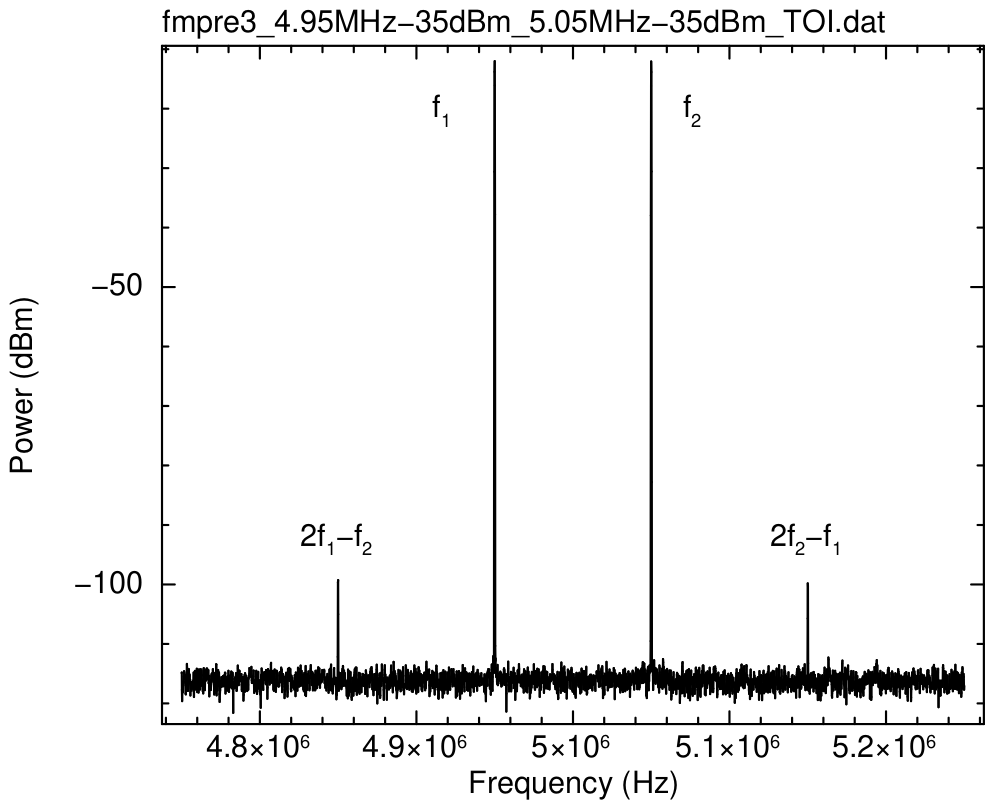 fmpre3_4.95MHz−35dBm_5.05MHz−35dBm_TOI.dat
f₁
f₂
−50
Power (dBm)
2f₁−f₂
2f₂−f₁
−100
4.8×10⁶
4.9×10⁶
5×10⁶
5.1×10⁶
5.2×10⁶
Frequency (Hz)